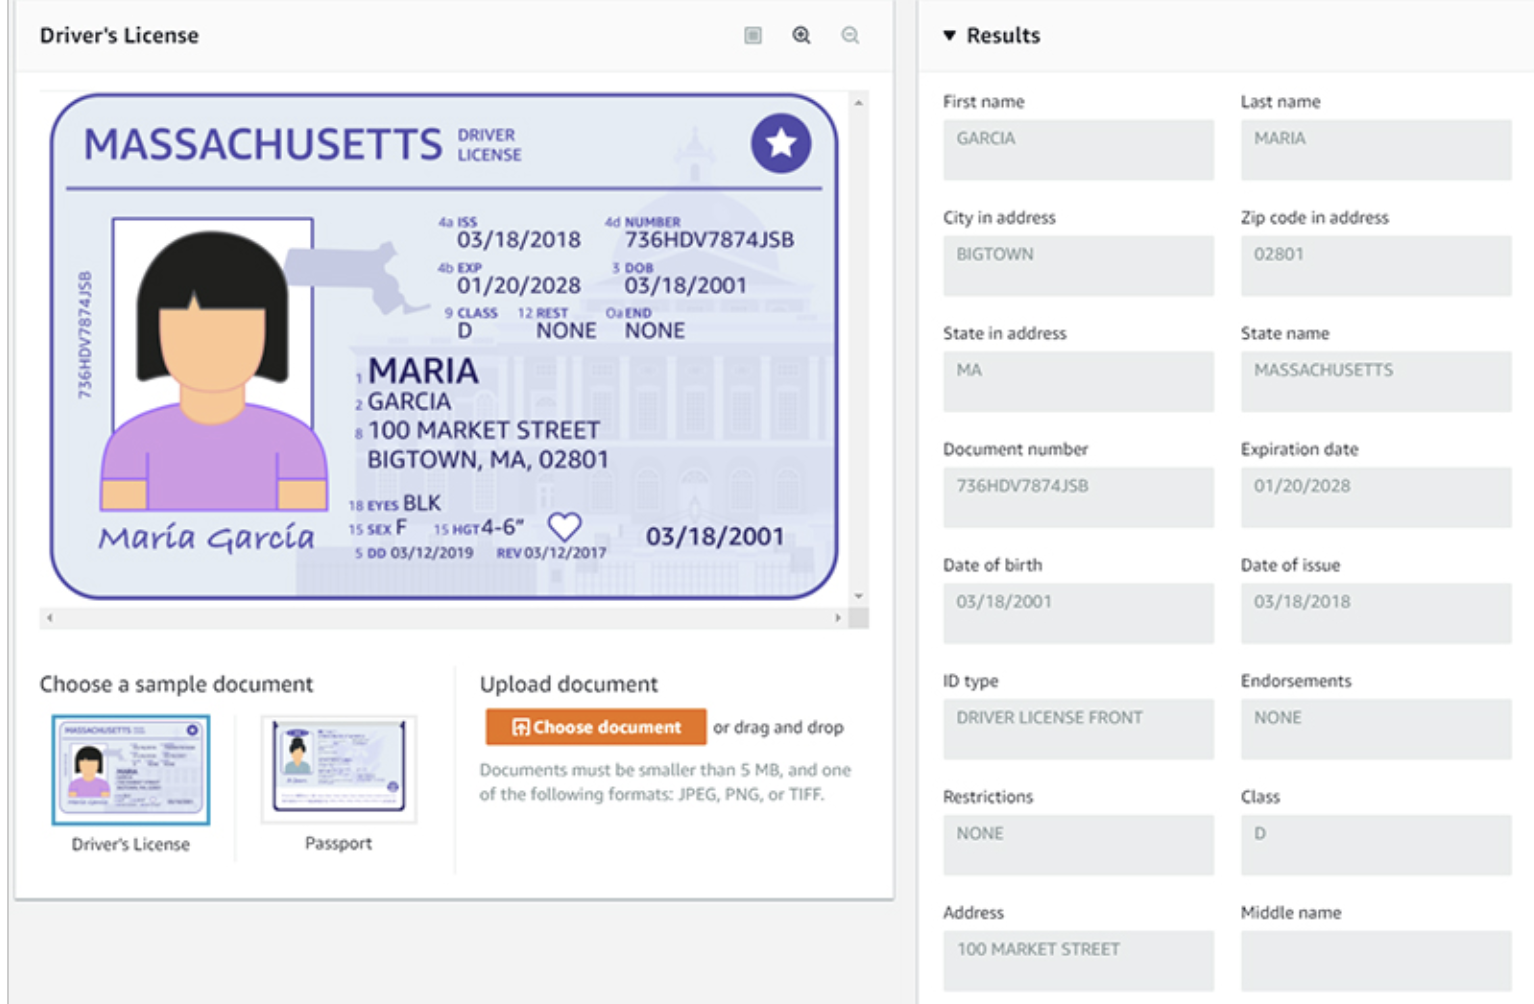 Driver's License
MASSACHUSETTS DRIVER LICENSE
4a ISS 03/18/2018
4d NUMBER 736HDV7874JSB
4b EXP 01/20/2028
3 DOB 03/18/2001
9 CLASS D
12 REST NONE
Oa END NONE
736HDV7874JSB
1 MARIA
2 GARCIA
8 100 MARKET STREET
BIGTOWN, MA, 02801
18 EYES BLK
15 SEX F 15 HGT 4-6"
5 DD 03/12/2019 REV 03/12/2017
03/18/2001
María García
Choose a sample document
MASSACHUSETTS
Driver's License
Passport
Upload document
Choose document or drag and drop
Documents must be smaller than 5 MB, and one
of the following formats: JPEG, PNG, or TIFF.
▼ Results
First name
GARCIA
Last name
MARIA
City in address
BIGTOWN
Zip code in address
02801
State in address
MA
State name
MASSACHUSETTS
Document number
736HDV7874JSB
Expiration date
01/20/2028
Date of birth
03/18/2001
Date of issue
03/18/2018
ID type
DRIVER LICENSE FRONT
Endorsements
NONE
Restrictions
NONE
Class
D
Address
100 MARKET STREET
Middle name